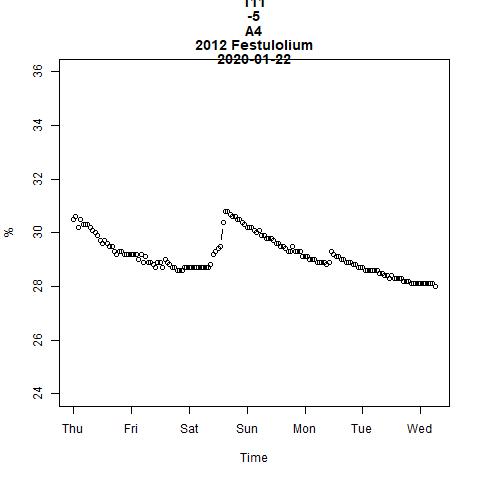 T11
-5
A4
2012 Festulolium
2020-01-22
36
34
32
30
28
26
24
%
Thu Fri Sat Sun Mon Tue Wed
Time